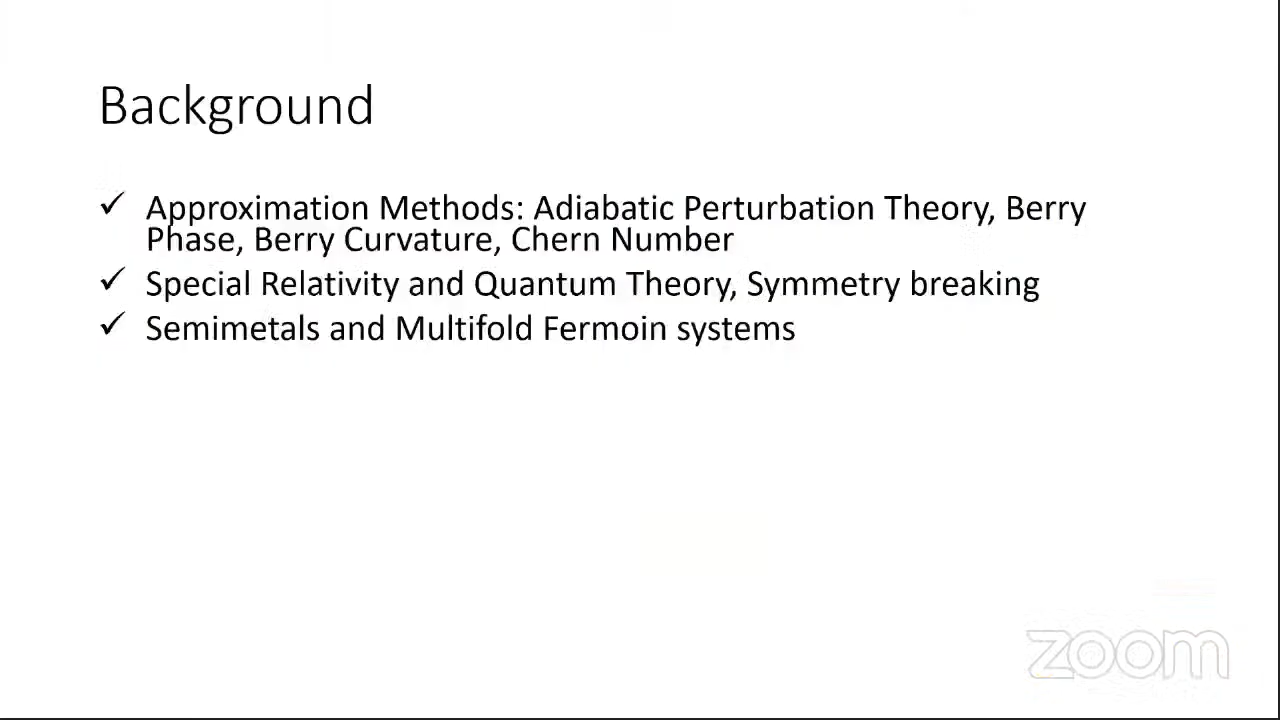 Background
✓ Approximation Methods: Adiabatic Perturbation Theory, Berry
Phase, Berry Curvature, Chern Number
✓ Special Relativity and Quantum Theory, Symmetry breaking
✓ Semimetals and Multifold Fermoin systems
zoom